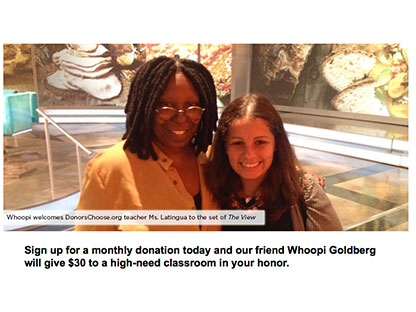 Whoopi welcomes DonorsChoose.org teacher Ms. Latingua to the set of The View
Sign up for a monthly donation today and our friend Whoopi Goldberg
will give $30 to a high-need classroom in your honor.